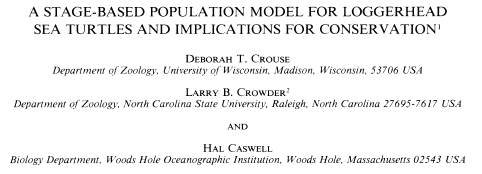 A STAGE-BASED POPULATION MODEL FOR LOGGERHEAD
SEA TURTLES AND IMPLICATIONS FOR CONSERVATION¹
DEBORAH T. CROUSE
Department of Zoology, University of Wisconsin, Madison, Wisconsin, 53706 USA
LARRY B. CROWDER²
Department of Zoology, North Carolina State University, Raleigh, North Carolina 27695-7617 USA
AND
HAL CASWELL
Biology Department, Woods Hole Oceanographic Institution, Woods Hole, Massachusetts 02543 USA